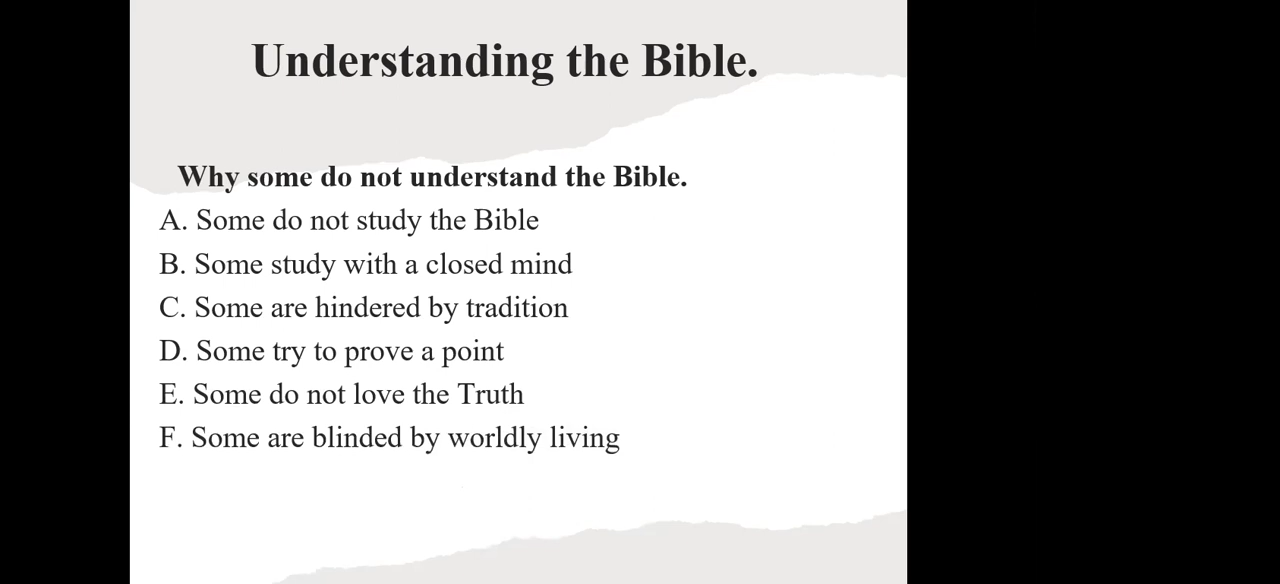 Understanding the Bible.
Why some do not understand the Bible.
A. Some do not study the Bible
B. Some study with a closed mind
C. Some are hindered by tradition
D. Some try to prove a point
E. Some do not love the Truth
F. Some are blinded by worldly living